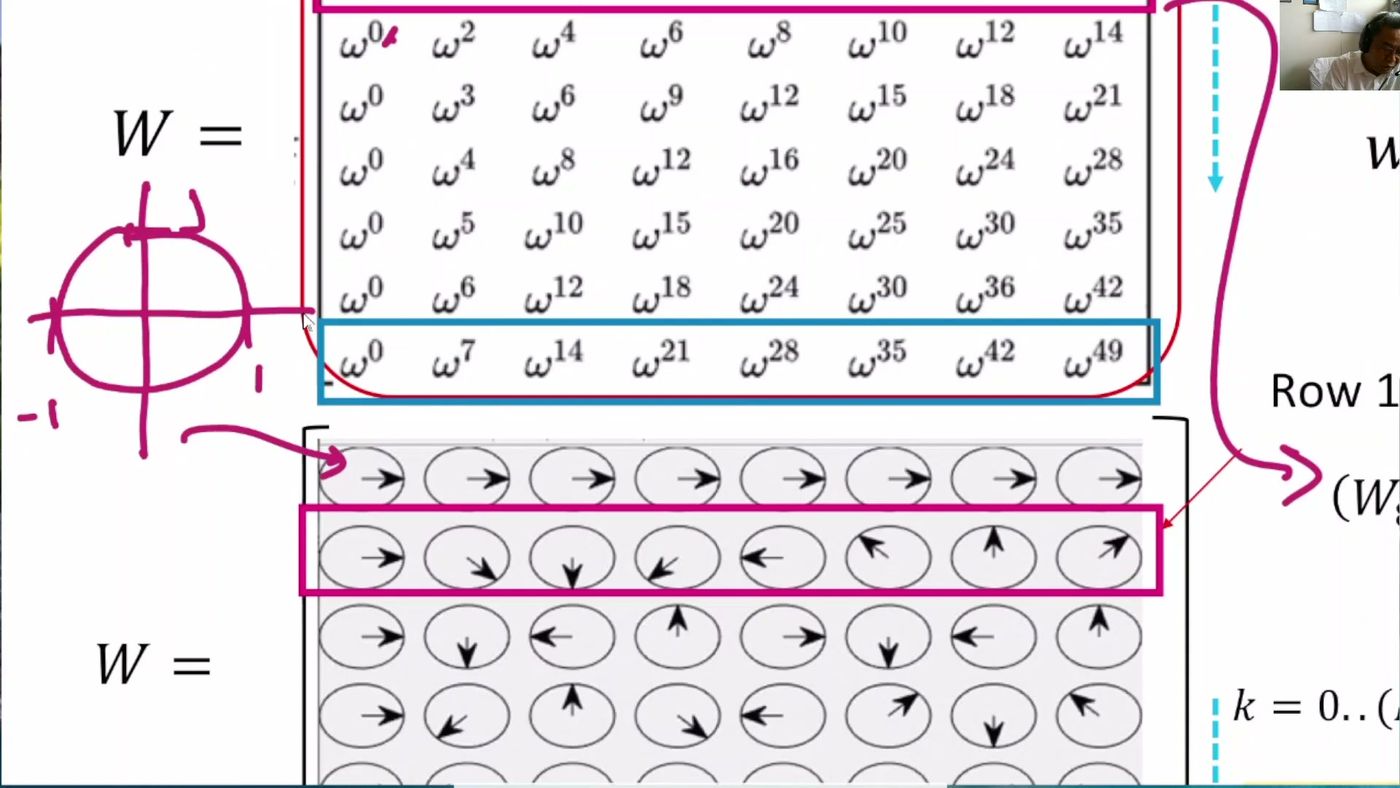 ω⁰ ω² ω⁴ ω⁶ ω⁸ ω¹⁰ ω¹² ω¹⁴
ω⁰ ω³ ω⁶ ω⁹ ω¹² ω¹⁵ ω¹⁸ ω²¹
W =
ω⁰ ω⁴ ω⁸ ω¹² ω¹⁶ ω²⁰ ω²⁴ ω²⁸
ω⁰ ω⁵ ω¹⁰ ω¹⁵ ω²⁰ ω²⁵ ω³⁰ ω³⁵
ω⁰ ω⁶ ω¹² ω¹⁸ ω²⁴ ω³⁰ ω³⁶ ω⁴²
ω⁰ ω⁷ ω¹⁴ ω²¹ ω²⁸ ω³⁵ ω⁴² ω⁴⁹
J
1
-1
Row 1
W =
k = 0..(